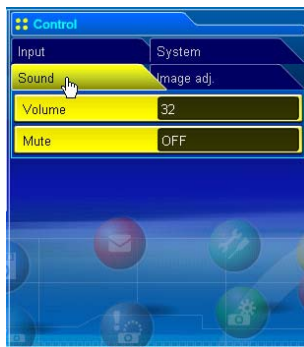 Control
Input System
Sound Image adj.
Volume 32
Mute OFF